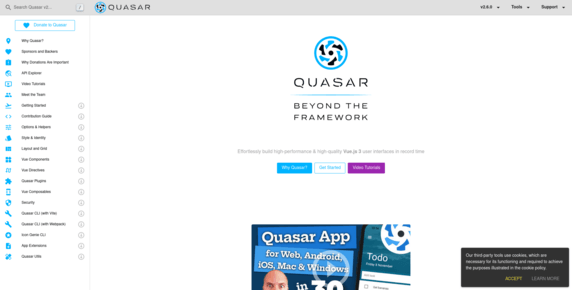 Search Quasar v2...
/
QUASAR
v2.6.0
Tools
Support
Donate to Quasar
Why Quasar?
Sponsors and Backers
Why Donations Are Important
API Explorer
Video Tutorials
Meet the Team
Getting Started
Contribution Guide
Options & Helpers
Style & Identity
Layout and Grid
Vue Components
Vue Directives
Quasar Plugins
Vue Composables
Security
Quasar CLI (with Vite)
Quasar CLI (with Webpack)
Icon Genie CLI
App Extensions
Quasar Utils
QUASAR
BEYOND THE
FRAMEWORK
Effortlessly build high-performance & high-quality Vue.js 3 user interfaces in record time
Why Quasar?
Get Started
Video Tutorials
Quasar App
for Web, Android,
iOS, Mac & Windows
in 30
Todo
Our third party tools use cookies, which are
necessary for its functioning and required to achieve
the purposes illustrated in the cookie policy.
ACCEPT
LEARN MORE